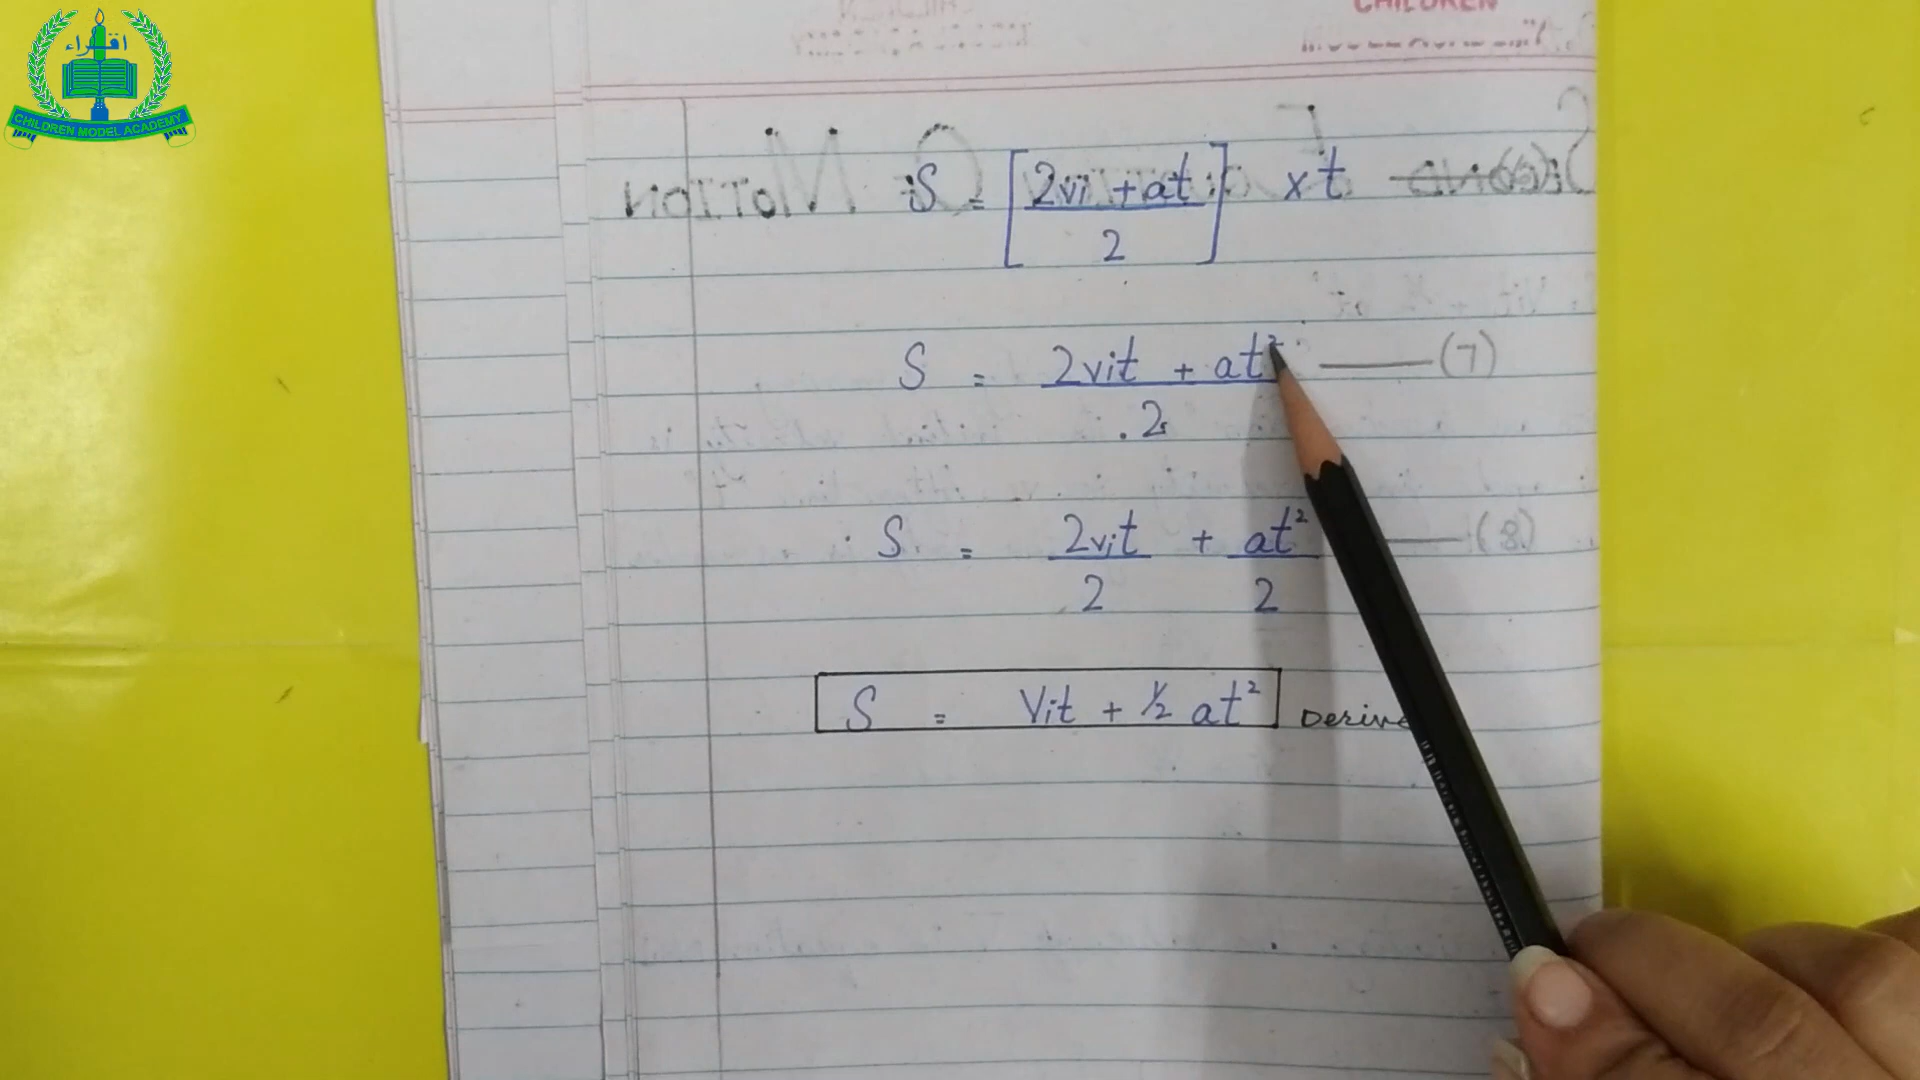 اقراء
CHILDREN MODEL ACADEMY
CHILDREN
S = [2vi + at / 2] x t
S = 2vit + at² / 2 —— (7)
S = 2vit / 2 + at² / 2 —— (8)
S = Vit + ½ at² Derive